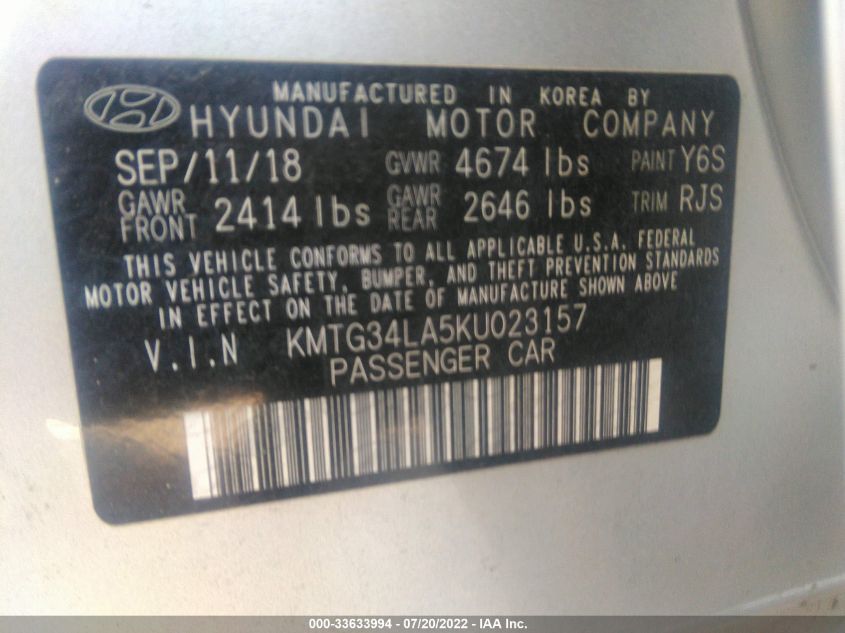 MANUFACTURED IN KOREA BY
HYUNDAI MOTOR COMPANY
SEP/11/18 GVWR 4674 lbs PAINT Y6S
GAWR FRONT 2414 lbs GAWR REAR 2646 lbs TRIM RJS
THIS VEHICLE CONFORMS TO ALL APPLICABLE U.S.A. FEDERAL
MOTOR VEHICLE SAFETY, BUMPER, AND THEFT PREVENTION STANDARDS
IN EFFECT ON THE DATE OF MANUFACTURE SHOWN ABOVE
V.I.N KMTG34LA5KU023157
PASSENGER CAR
000-33633994 - 07/20/2022 - IAA Inc.